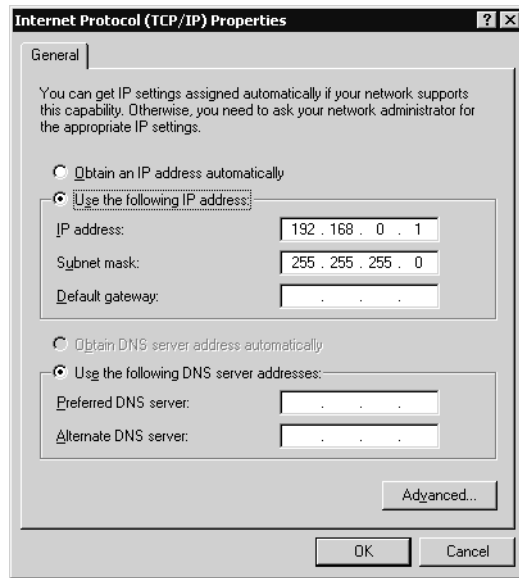 Internet Protocol (TCP/IP) Properties
General
You can get IP settings assigned automatically if your network supports
this capability. Otherwise, you need to ask your network administrator for
the appropriate IP settings.
Obtain an IP address automatically
Use the following IP address:
IP address: 192 . 168 . 0 . 1
Subnet mask: 255 . 255 . 255 . 0
Default gateway: . . .
Obtain DNS server address automatically
Use the following DNS server addresses:
Preferred DNS server: . . .
Alternate DNS server: . . .
Advanced...
OK Cancel